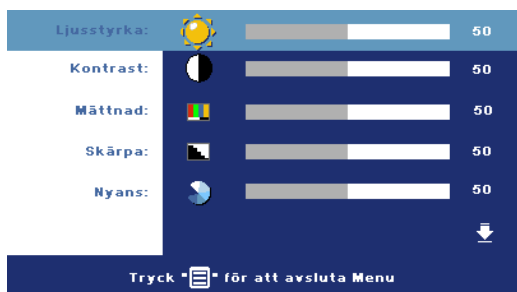 Ljusstyrka: 50
Kontrast: 50
Mättnad: 50
Skärpa: 50
Nyans: 50
Tryck "" för att avsluta Menu